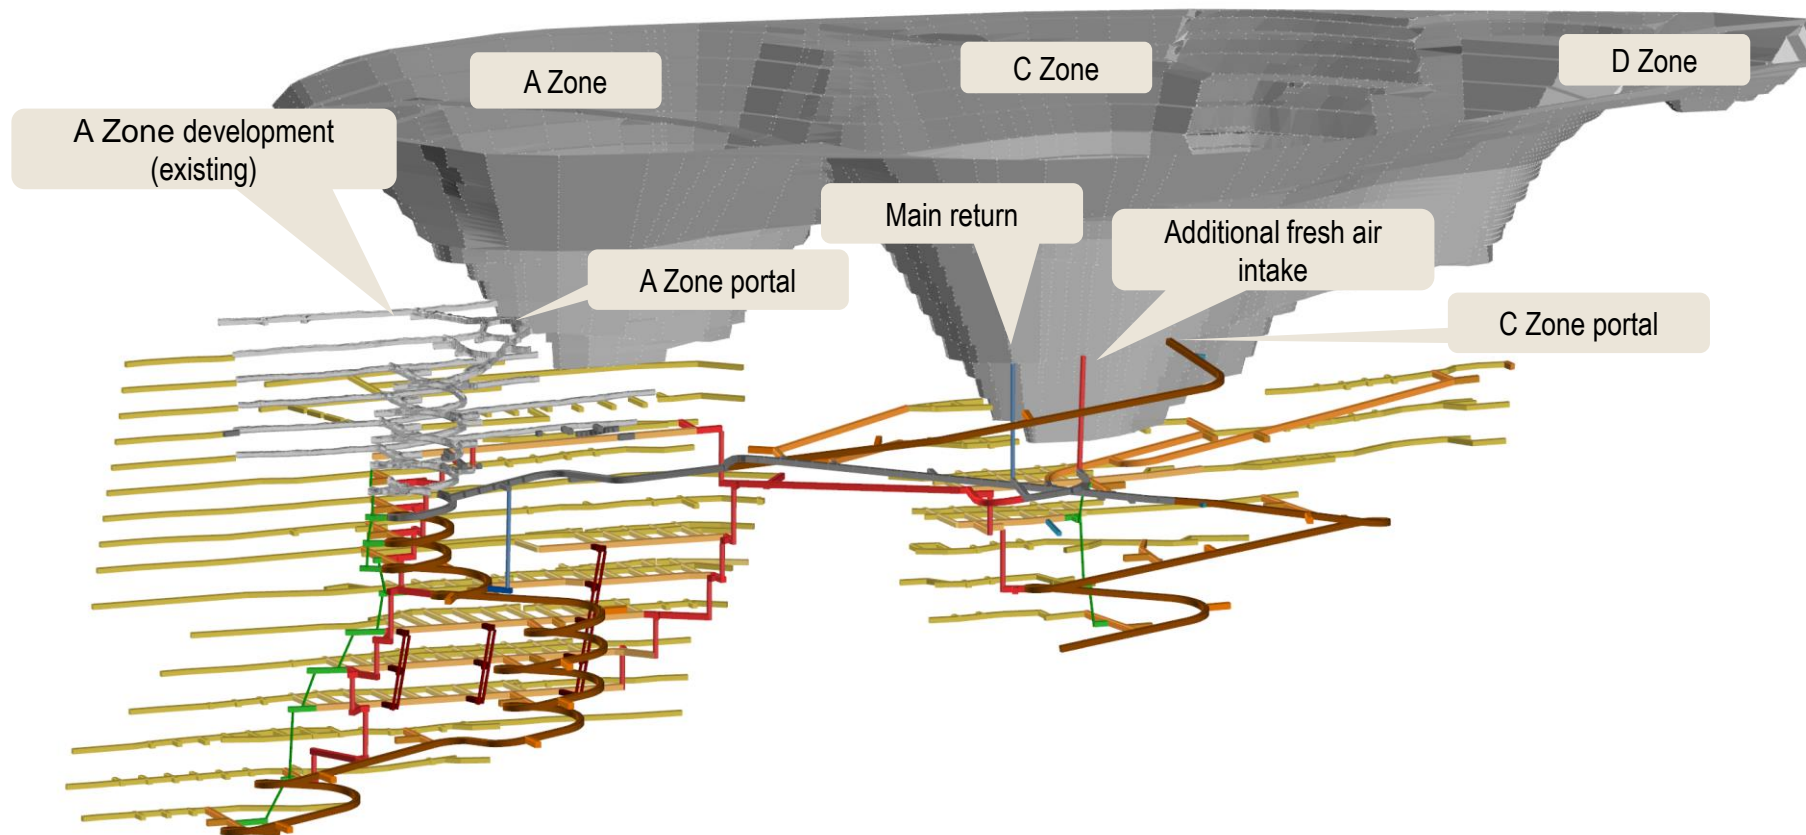 A Zone
C Zone
D Zone
A Zone development
(existing)
Main return
Additional fresh air
intake
A Zone portal
C Zone portal